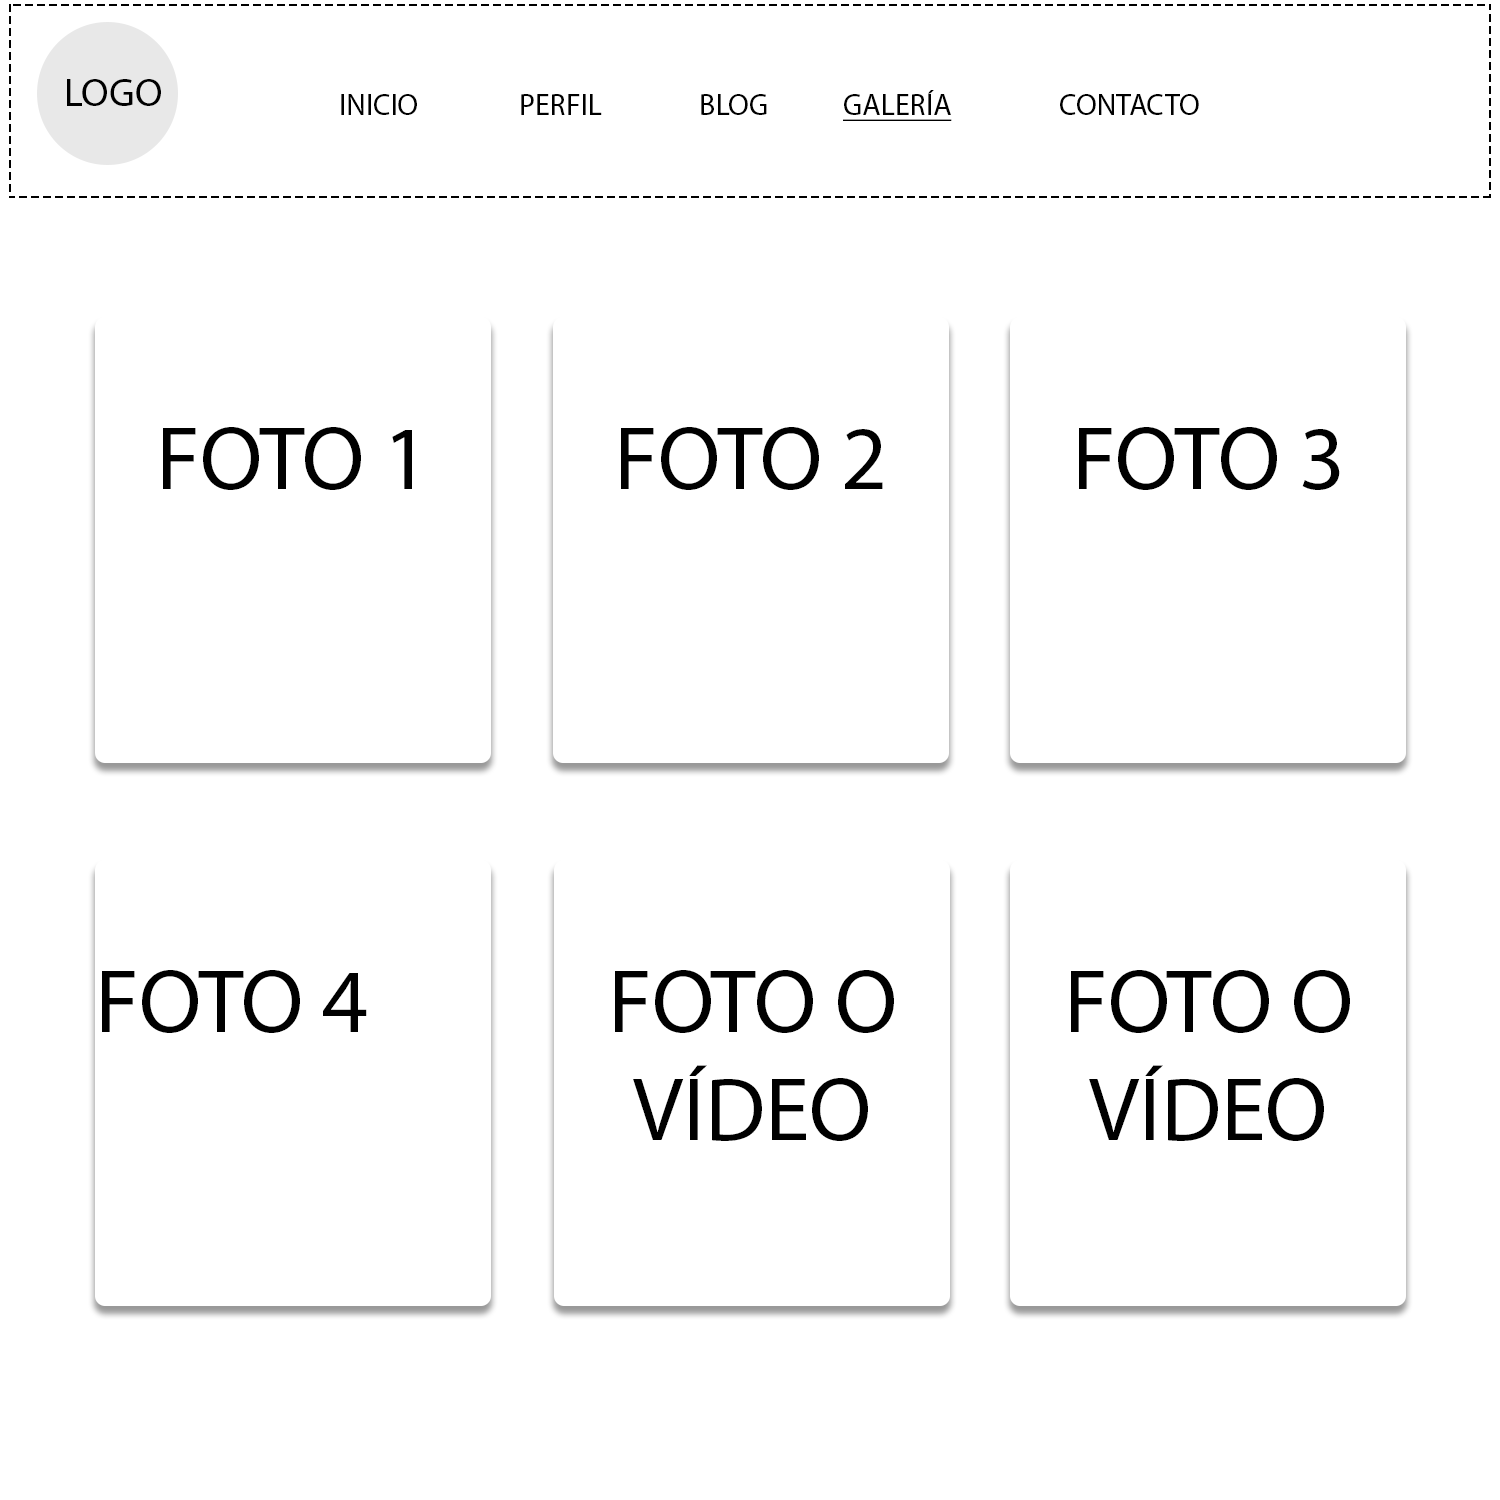 LOGO
INICIO PERFIL BLOG GALERÍA CONTACTO
FOTO 1
FOTO 2
FOTO 3
FOTO 4
FOTO O
VÍDEO
FOTO O
VÍDEO